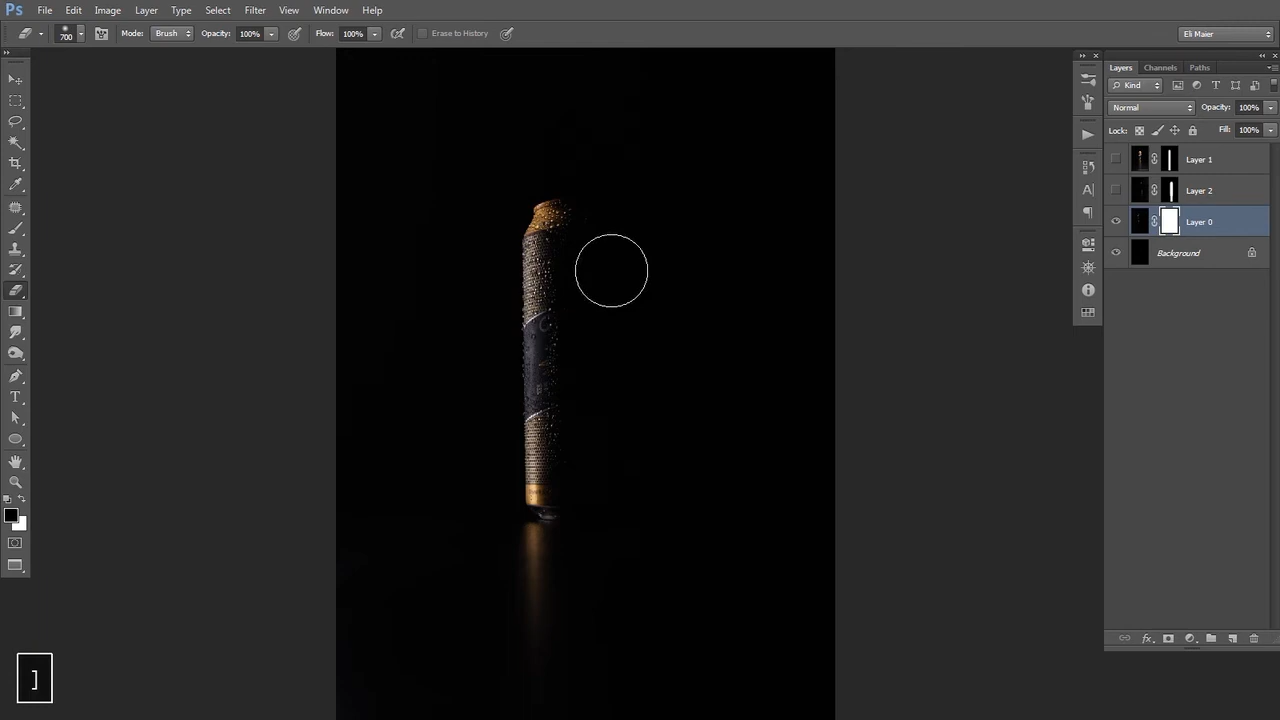 Ps File Edit Image Layer Type Select Filter View Window Help
700 Mode: Brush Opacity: 100% Flow: 100% Erase to History Eli Maier
Layers Channels Paths
Kind T
Normal Opacity: 100%
Lock: Fill: 100%
Layer 1
Layer 2
Layer 0
Background
A
T
fx
]